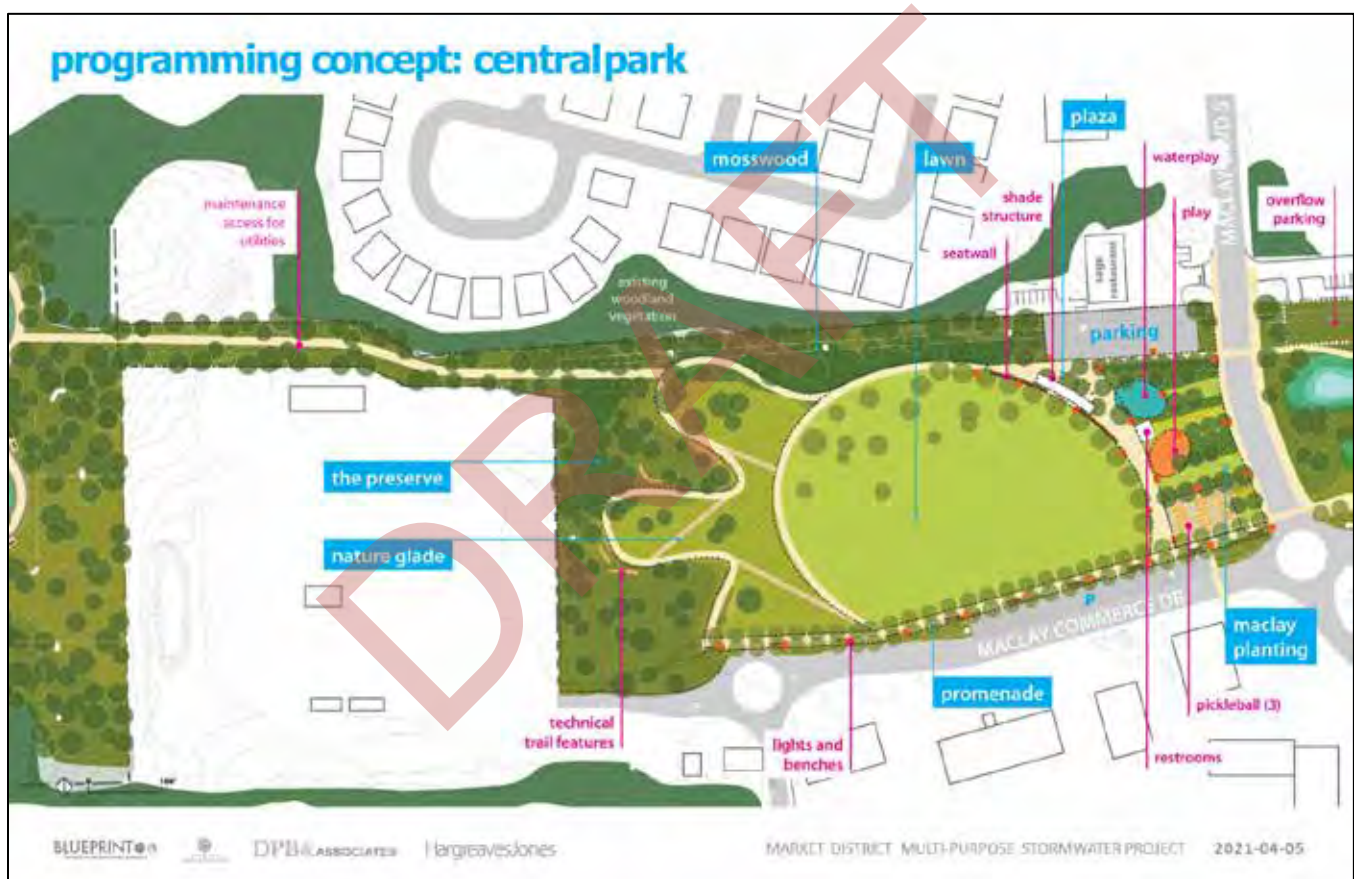 programming concept: centralpark
plaza
mosswood
lawn
waterplay
maintenance
access for
utilities
shade
structure
play
overflow
parking
seatwall
existing
woodland
vegetation
restaurant
parking
the preserve
nature glade
P
MACLAY COMMERCE DR
maclay
planting
promenade
pickleball (3)
technical
trail features
lights and
benches
restrooms
DRAFT
BLUEPRINT
DPB& ASSOCIATES
HargreavesJones
MARKET DISTRICT MULTI-PURPOSE STORMWATER PROJECT 2021-04-05